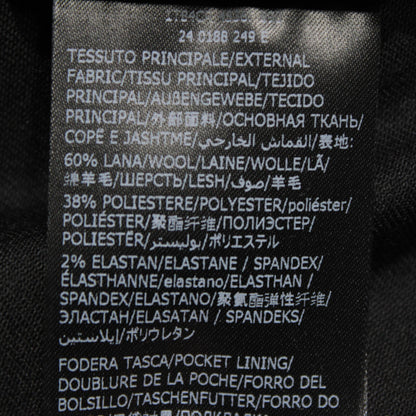 24 0188 249 E
TESSUTO PRINCIPALE/EXTERNAL
FABRIC/TISSU PRINCIPAL/TEJIDO
PRINCIPAL/AUßENGEWEBE/TECIDO
PRINCIPAL/外部面料/ОСНОВНАЯ ТКАНЬ/
COPË E JASHTME/القماش الخارجي/表地:
60% LANA/WOOL/LAINE/WOLLE/LÃ/
绵羊毛/ШЕРСТЬ/LESH/صوف/羊毛
38% POLIESTERE/POLYESTER/poliéster/
POLIÉSTER/聚酯纤维/ПОЛИЭСТЕР/
POLIESTËR/بوليستر/ポリエステル
2% ELASTAN/ELASTANE / SPANDEX/
ÉLASTHANNE/elastano/ELASTHAN /
SPANDEX/ELASTANO/聚氨酯弹性纤维/
ЭЛАСТАН/ELASATAN / SPANDEKS/
إيلاستين/ポリウレタン
FODERA TASCA/POCKET LINING/
DOUBLURE DE LA POCHE/FORRO DEL
BOLSILLO/TASCHENFUTTER/FORRO DO